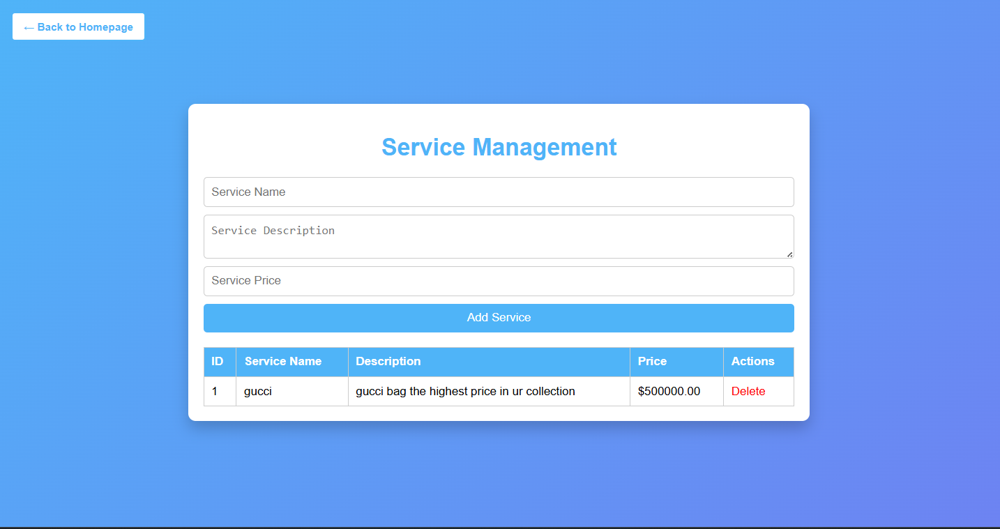 ← Back to Homepage
Service Management
Service Name
Service Description
Service Price
Add Service
ID Service Name Description Price Actions
1 gucci gucci bag the highest price in ur collection $500000.00 Delete